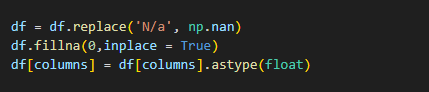 df = df.replace('N/a', np.nan)
df.fillna(0,inplace = True)
df[columns] = df[columns].astype(float)